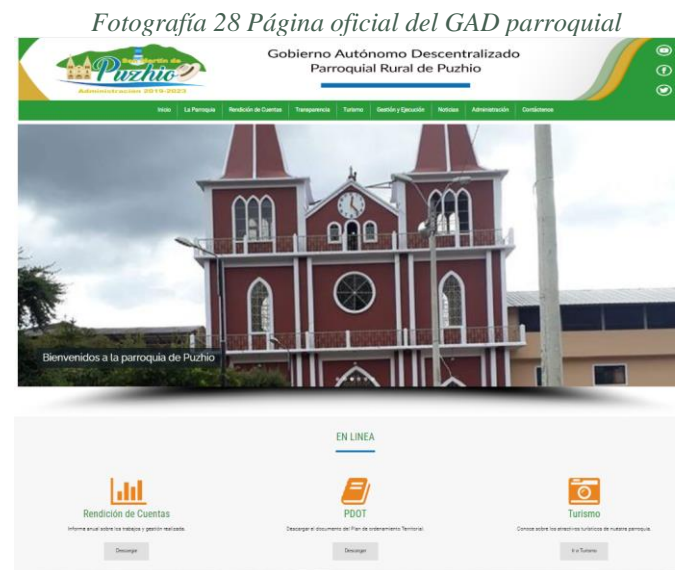 Fotografía 28 Página oficial del GAD parroquial
San Martín de
Puzhio
Administración 2019-2023
Gobierno Autónomo Descentralizado
Parroquial Rural de Puzhio
Inicio La Parroquia Rendición de Cuentas Transparencia Turismo Gestión y Ejecución Noticias Administración Contáctenos
Bienvenidos a la parroquia de Puzhio
EN LINEA
Rendición de Cuentas
Informe anual sobre los trabajos y gestión realizada.
Descargar
PDOT
Descargar el documento del Plan de ordenamiento Territorial.
Descargar
Turismo
Conoce sobre los atractivos turísticos de nuestra parroquia.
Ir a Turismo